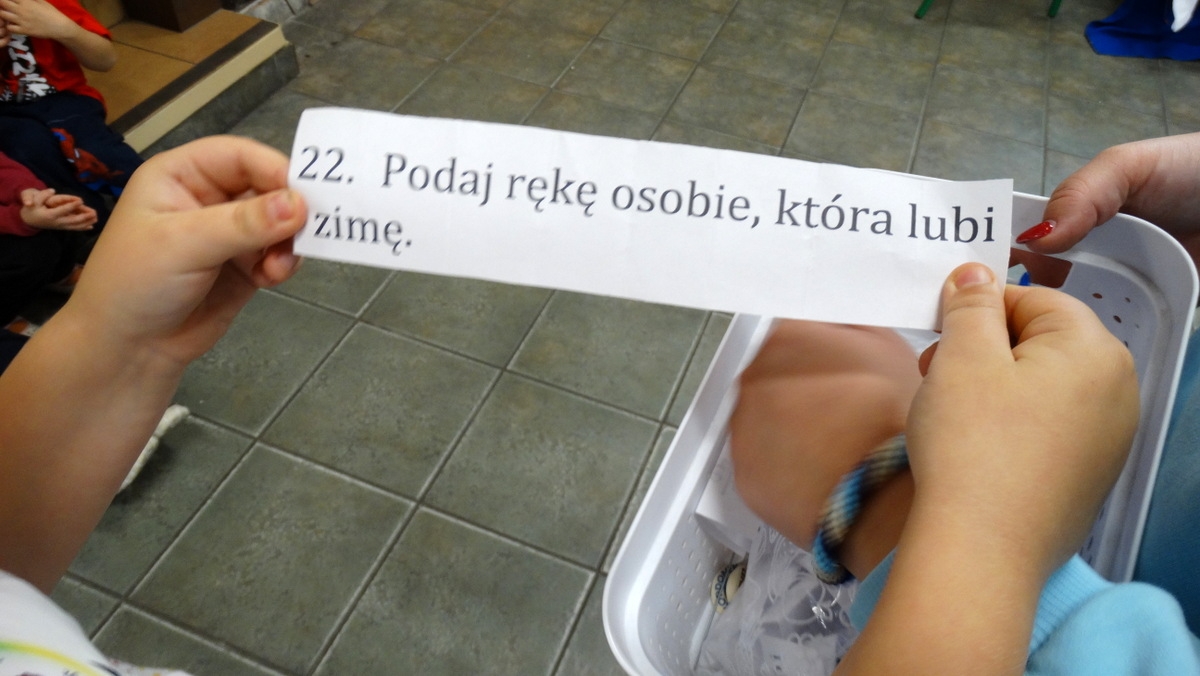 22. Podaj rękę osobie, która lubi
zimę.